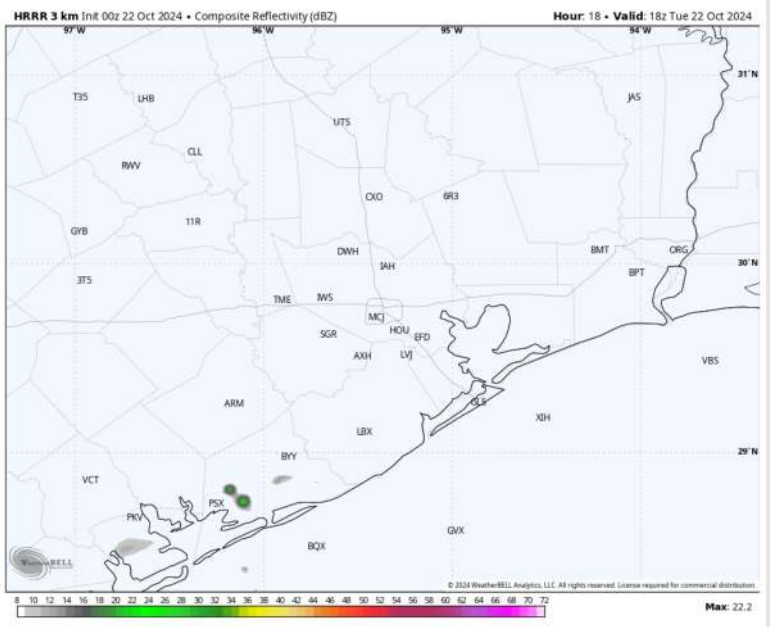 HRRR 3 km Init 00z 22 Oct 2024 • Composite Reflectivity (dBZ) Hour: 18 • Valid: 18z Tue 22 Oct 2024
97°W 96°W 95°W 94°W
31°N
T35 LHB JAS
UTS
CLL
RWV
CXO 6R3
11R
GYB
DWH BMT ORG
IAH 30°N
BPT
3T5
TME IWS
MCJ
SGR HOU
EFD
AXH LVJ VBS
ARM GLS
XIH
LBX
BYY 29°N
VCT
PSX
PKV
GVX
BQX
WeatherBELL
© 2024 WeatherBELL Analytics, LLC. All rights reserved. License required for commercial distribution.
8 10 12 14 16 18 20 22 24 26 28 30 32 34 36 38 40 42 44 46 48 50 52 54 56 58 60 62 64 66 68 70 72 Max: 22.2